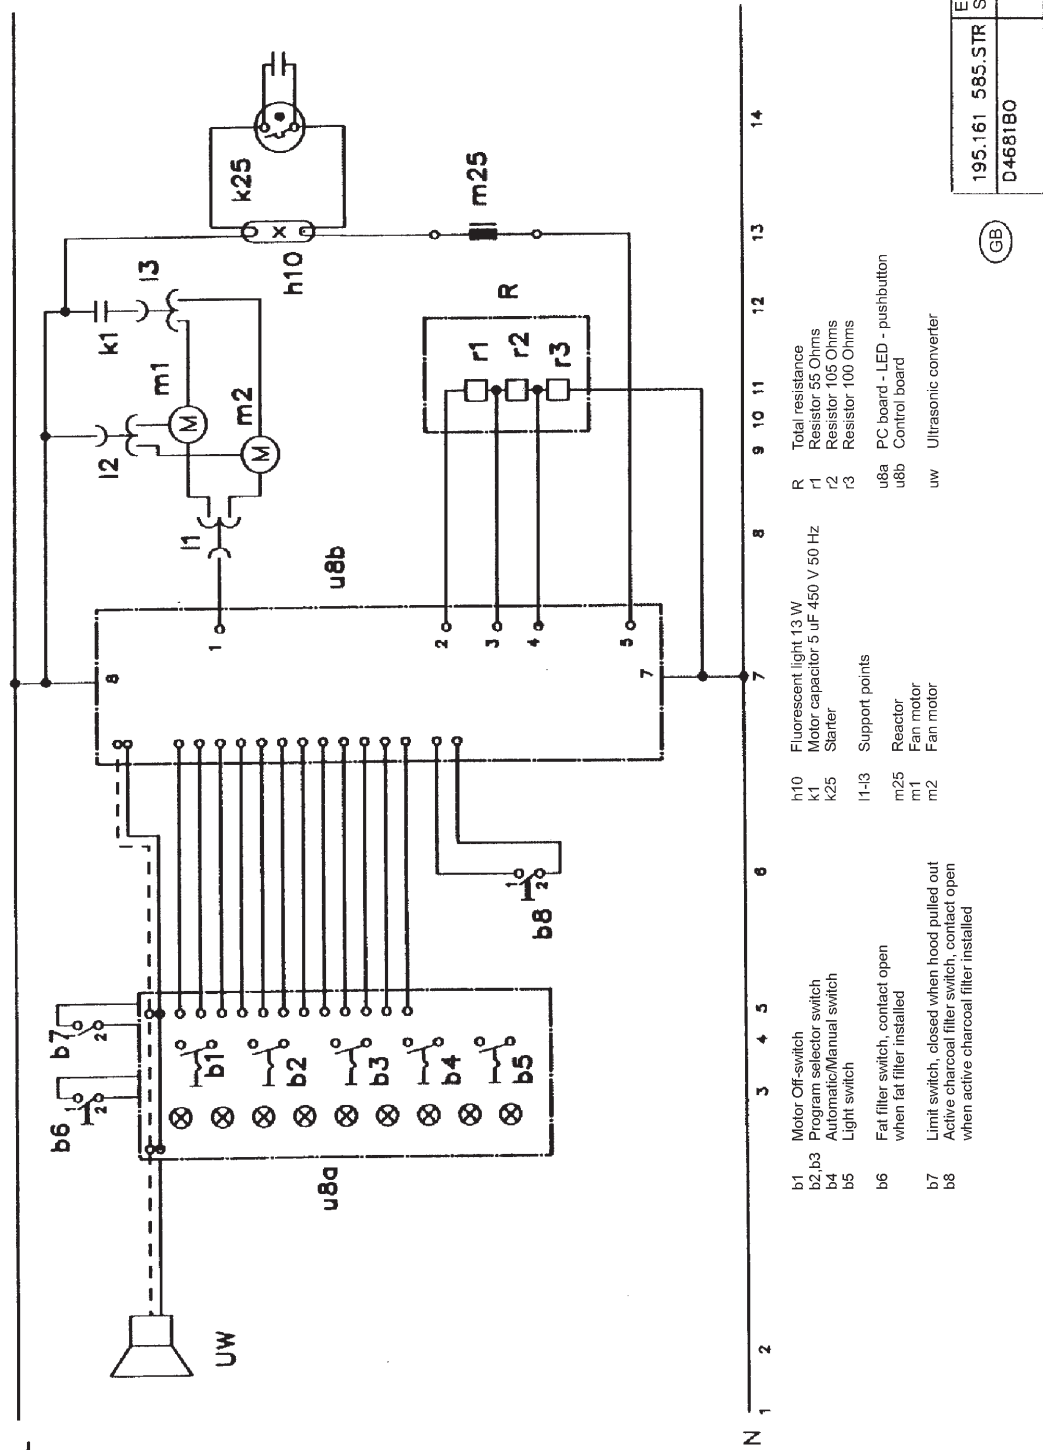 UW
u8a
b6
1
2
b7
2
b1
b2
b3
b4
b5
b8
1
2
u8b
8
1
2
3
4
5
7
l1
l2
l3
m1
m2
k1
h10
k25
m25
R
r1
r2
r3
N
1
2
3
4
5
6
7
8
9
10
11
12
13
14
b1 Motor Off-switch
b2,b3 Program selector switch
b4 Automatic/Manual switch
b5 Light switch
b6 Fat filter switch, contact open
when fat filter installed
b7 Limit switch, closed when hood pulled out
b8 Active charcoal filter switch, contact open
when active charcoal filter installed
h10 Fluorescent light 13 W
k1 Motor capacitor 5 uF 450 V 50 Hz
k25 Starter
l1-l3 Support points
m25 Reactor
m1 Fan motor
m2 Fan motor
R Total resistance
r1 Resistor 55 Ohms
r2 Resistor 105 Ohms
r3 Resistor 100 Ohms
u8a PC board - LED - pushbutton
u8b Control board
uw Ultrasonic converter
GB
195.161 585.STR
D4681BO